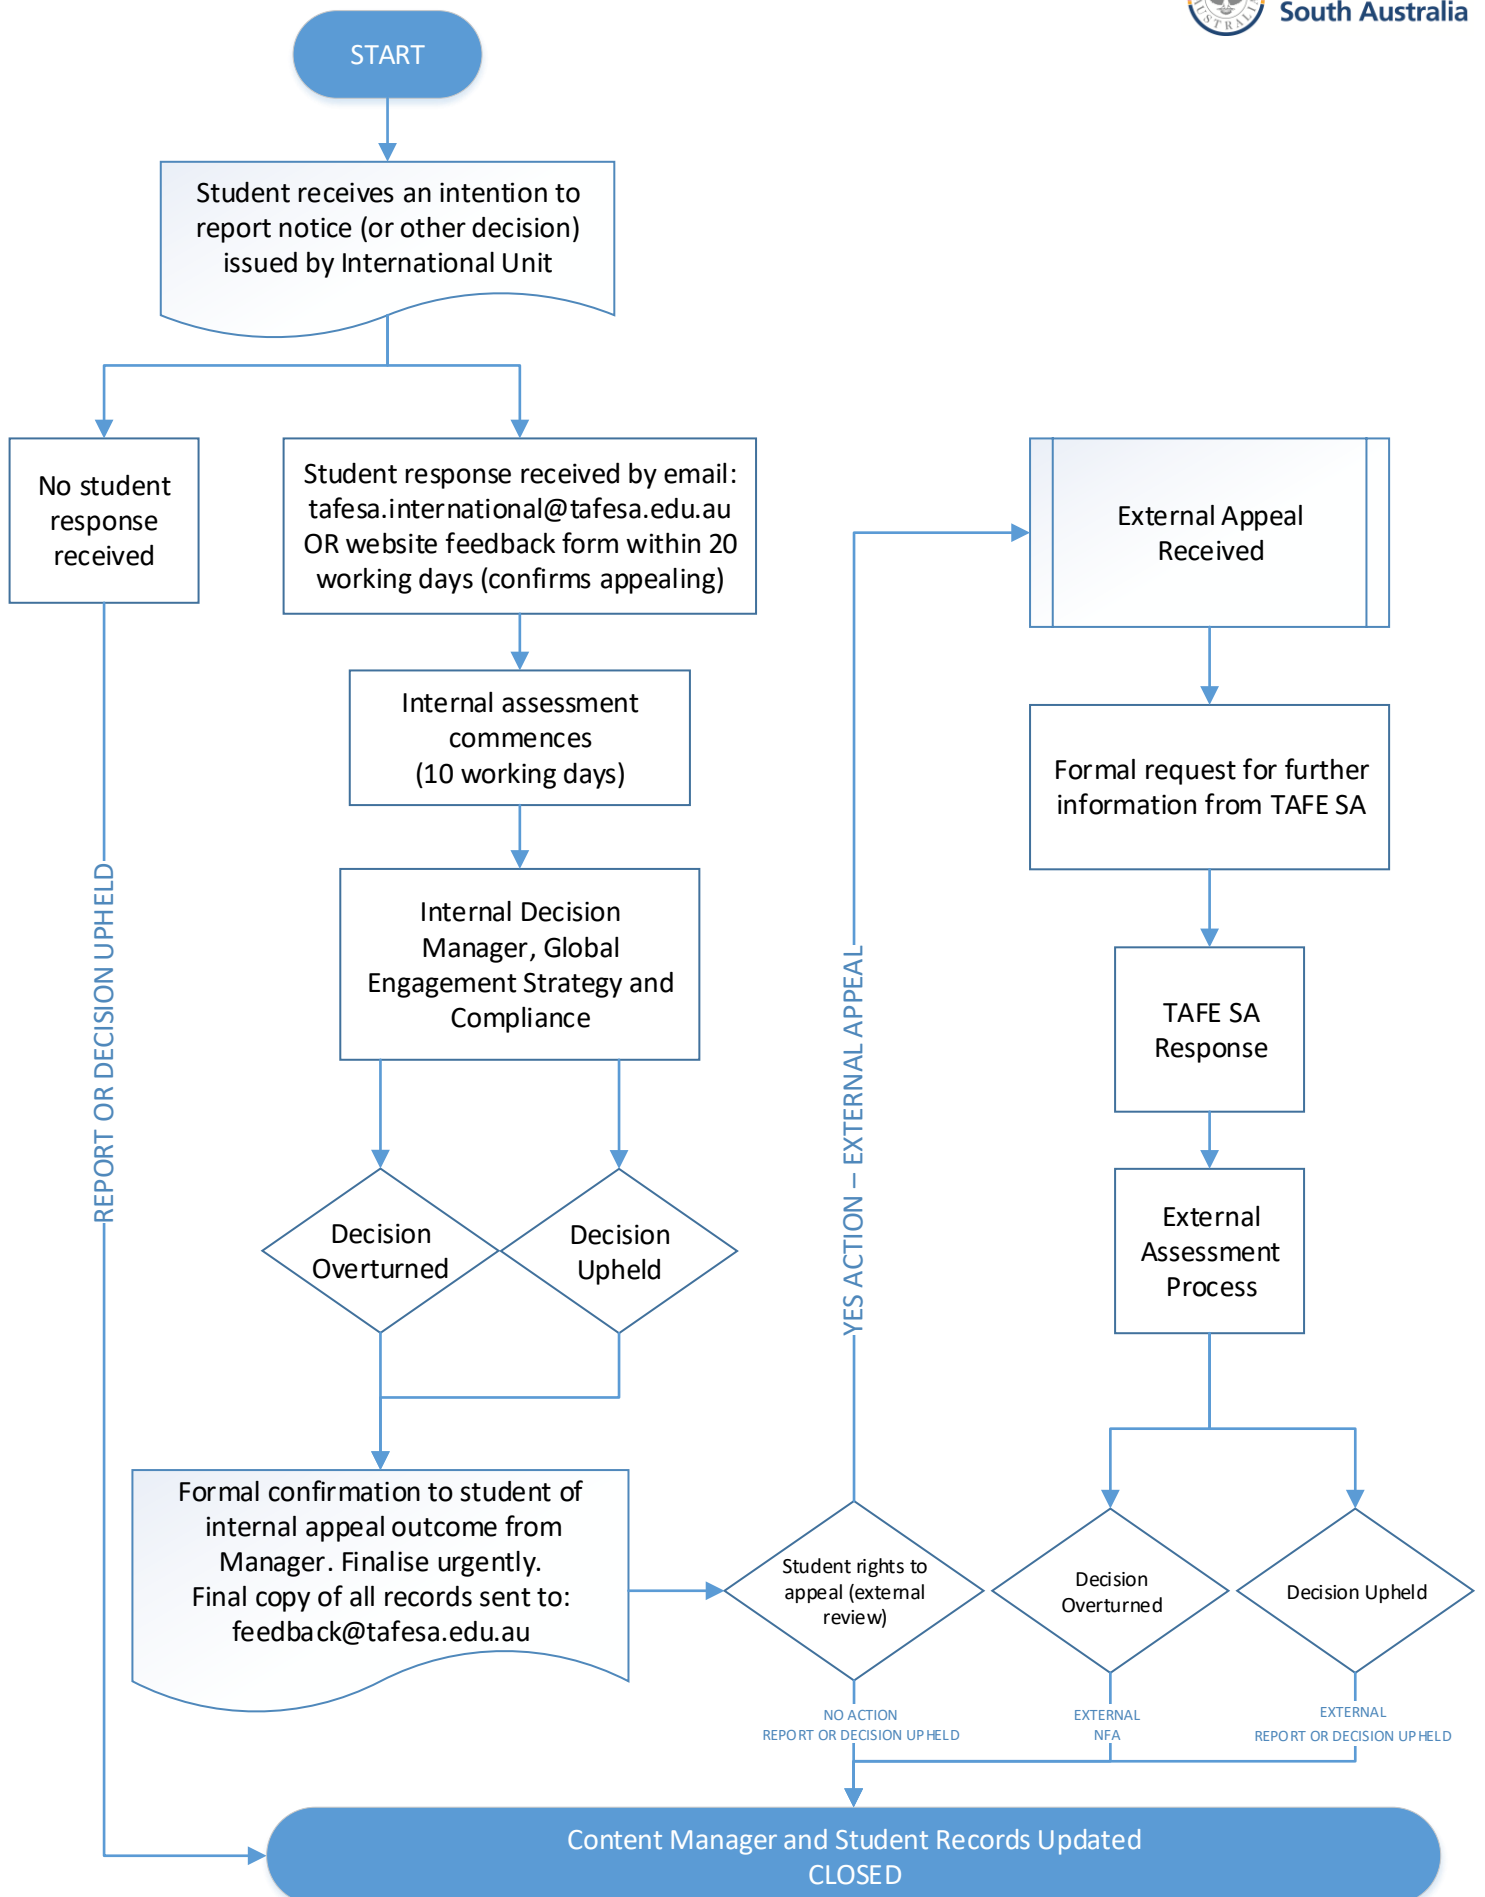 AUSTRALIA
South Australia
START
Student receives an intention to
report notice (or other decision)
issued by International Unit
No student
response
received
Student response received by email:
tafesa.international@tafesa.edu.au
OR website feedback form within 20
working days (confirms appealing)
Internal assessment
commences
(10 working days)
Internal Decision
Manager, Global
Engagement Strategy and
Compliance
REPORT OR DECISION UPHELD
Decision
Overturned
Decision
Upheld
Formal confirmation to student of
internal appeal outcome from
Manager. Finalise urgently.
Final copy of all records sent to:
feedback@tafesa.edu.au
Student rights to
appeal (external
review)
YES ACTION – EXTERNAL APPEAL
External Appeal
Received
Formal request for further
information from TAFE SA
TAFE SA
Response
External
Assessment
Process
Decision
Overturned
Decision Upheld
NO ACTION
REPORT OR DECISION UPHELD
EXTERNAL
NFA
EXTERNAL
REPORT OR DECISION UPHELD
Content Manager and Student Records Updated
CLOSED